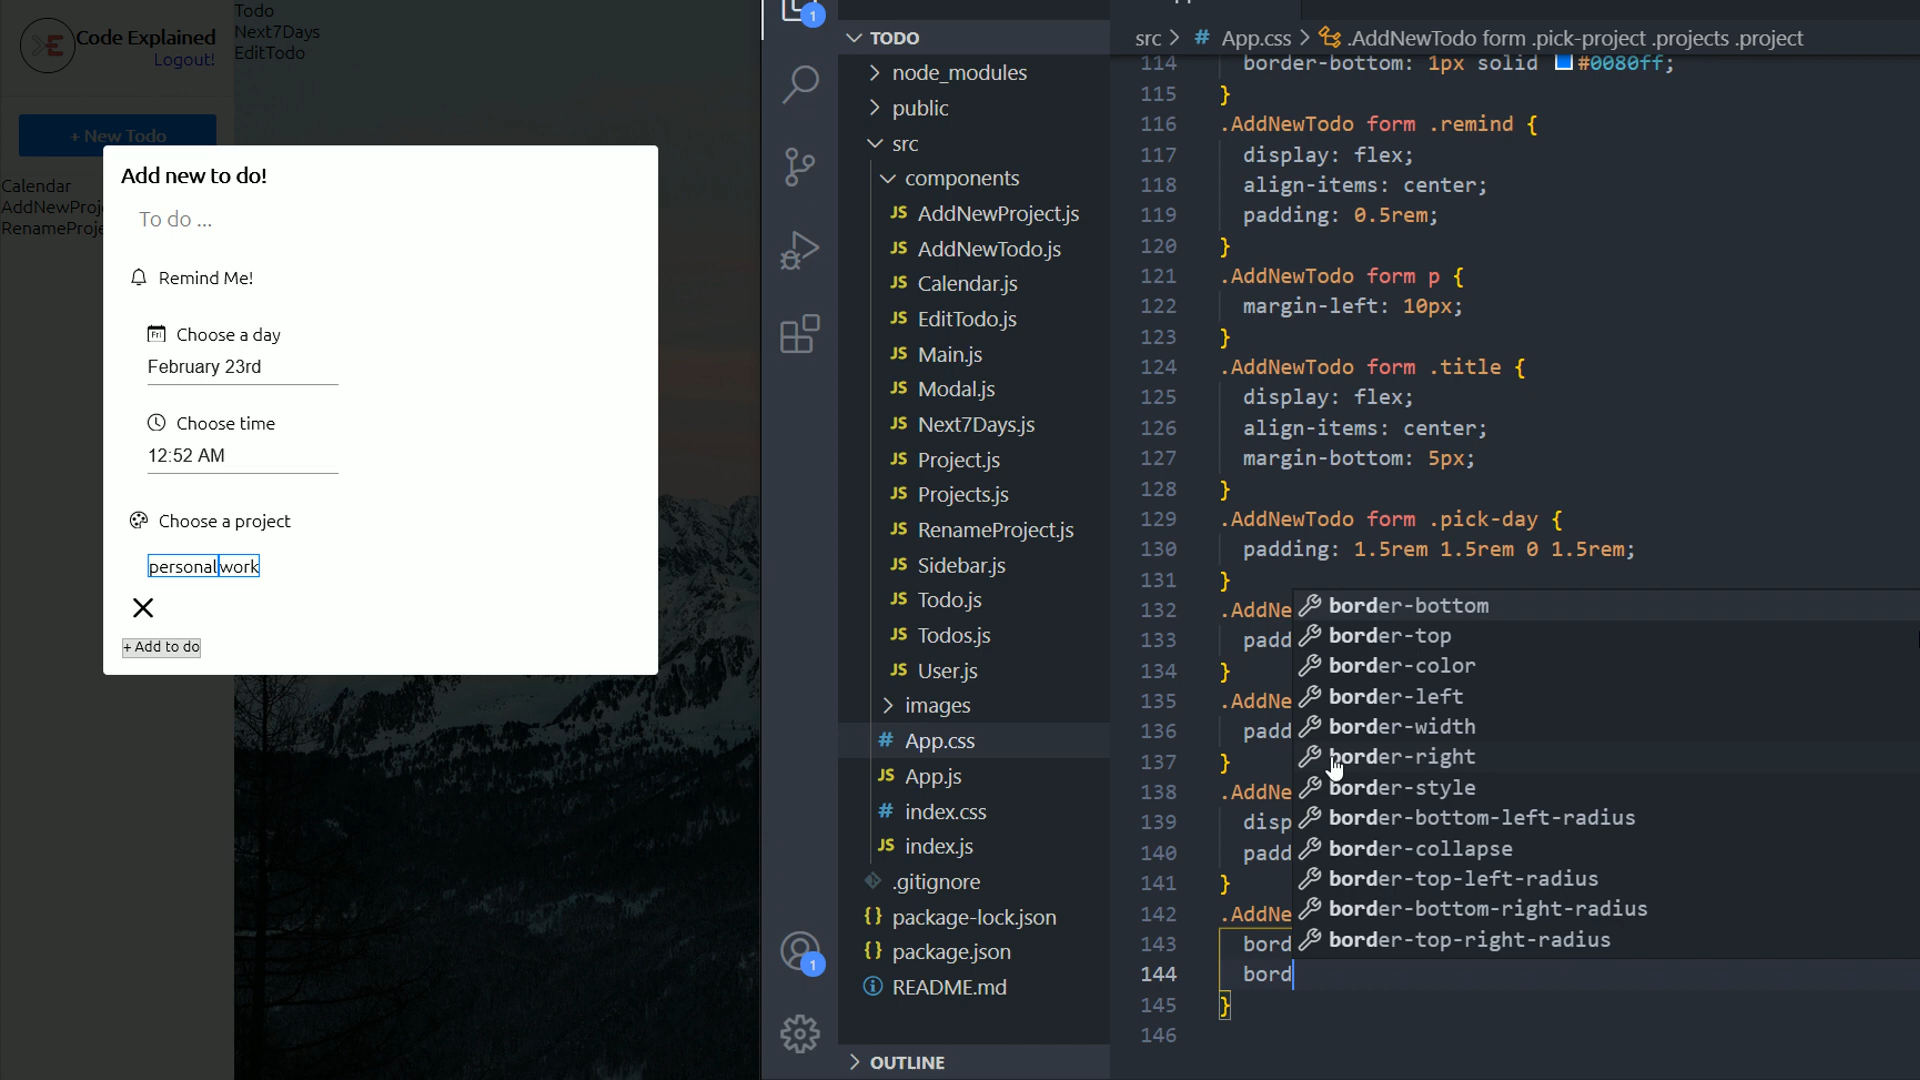 Todo
Next7Days
EditTodo
Code Explained
Logout!
+ New Todo
Calendar
AddNewProj
RenameProje
Add new to do!
To do ...
Remind Me!
Fri
Choose a day
February 23rd
Choose time
12:52 AM
Choose a project
personal work
+ Add to do
1
1
TODO
node_modules
public
src
components
JS AddNewProject.js
JS AddNewTodo.js
JS Calendar.js
JS EditTodo.js
JS Main.js
JS Modal.js
JS Next7Days.js
JS Project.js
JS Projects.js
JS RenameProject.js
JS Sidebar.js
JS Todo.js
JS Todos.js
JS User.js
images
# App.css
JS App.js
# index.css
JS index.js
.gitignore
{} package-lock.json
{} package.json
README.md
OUTLINE
src > # App.css > .AddNewTodo form .pick-project .projects .project
114 border-bottom: 1px solid #0080ff;
115 }
116 .AddNewTodo form .remind {
117 display: flex;
118 align-items: center;
119 padding: 0.5rem;
120 }
121 .AddNewTodo form p {
122 margin-left: 10px;
123 }
124 .AddNewTodo form .title {
125 display: flex;
126 align-items: center;
127 margin-bottom: 5px;
128 }
129 .AddNewTodo form .pick-day {
130 padding: 1.5rem 1.5rem 0 1.5rem;
131 }
132 .AddNe
133 padd
134 }
135 .AddNe
136 padd
137 }
138 .AddNe
139 disp
140 padd
141 }
142 .AddNe
143 bord
144 bord
145 }
146
border-bottom
border-top
border-color
border-left
border-width
border-right
border-style
border-bottom-left-radius
border-collapse
border-top-left-radius
border-bottom-right-radius
border-top-right-radius